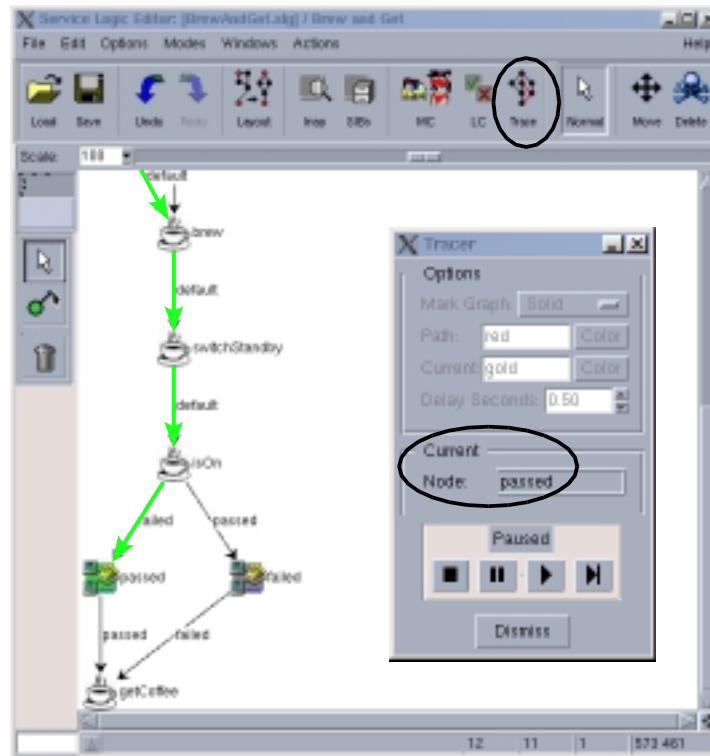 Service Logic Editor: [BrewAndGet.slg] / Brew and Get
File Edit Options Modes Windows Actions Help
Load Save Undo Redo Layout Insp SIBs MC LC Trace Normal Move Delete
Scale: 100
default
brew
default
switchStandby
default
isOn
failed passed
passed failed
passed failed
getCoffee
Tracer
Options
Mark Graph: Solid
Path: red Color
Current: gold Color
Delay Seconds: 0.50
Current
Node: passed
Paused
Dismiss
12 11 1 573 461